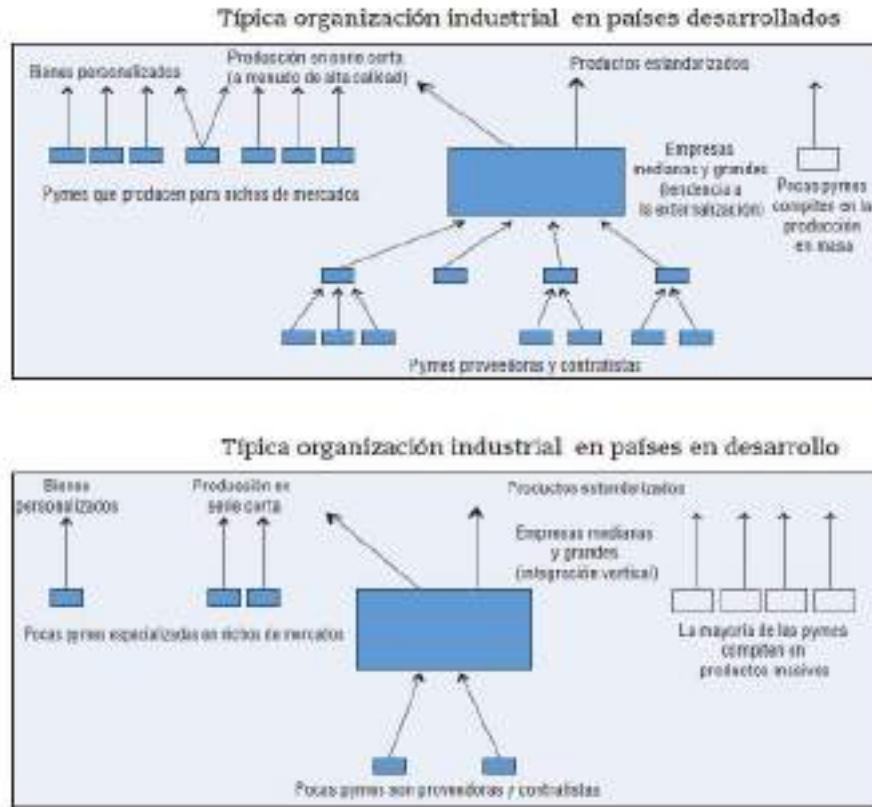 Típica organización industrial en países desarrollados
Bienes personalizados
Producción en serie corta
(a menudo de alta calidad)
Productos estandarizados
Pymes que producen para nichos de mercados
Empresas
medianas y grandes
(tendencia a
la externalización)
Pocas pymes
compiten en la
producción
en masa
Pymes proveedoras y contratistas
Típica organización industrial en países en desarrollo
Bienes
personalizados
Producción en
serie corta
Productos estandarizados
Empresas medianas
y grandes
(integración vertical)
Pocas pymes especializadas en nichos de mercados
La mayoría de las pymes
compiten en
productos masivos
Pocas pymes son proveedoras y contratistas